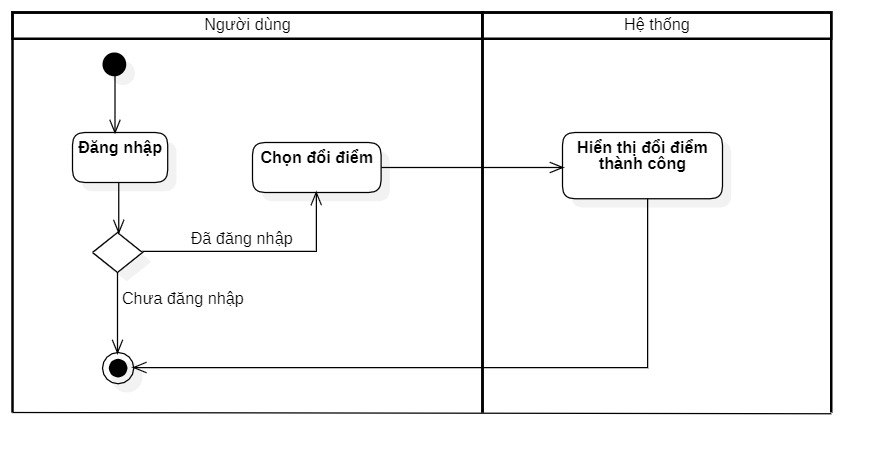 Người dùng
Hệ thống
Đăng nhập
Chọn đổi điểm
Hiển thị đổi điểm
thành công
Đã đăng nhập
Chưa đăng nhập